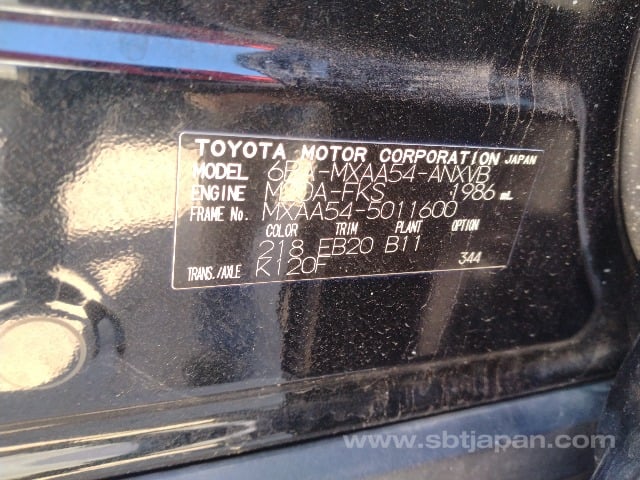 TOYOTA MOTOR CORPORATION JAPAN
MODEL 6BA-MXAA54-ANXVB
ENGINE M20A-FKS 1986 mL
FRAME No. MXAA54-5011600
COLOR TRIM PLANT OPTION
218 EB20 B11
TRANS./AXLE K120F 344
www.sbtjapan.com